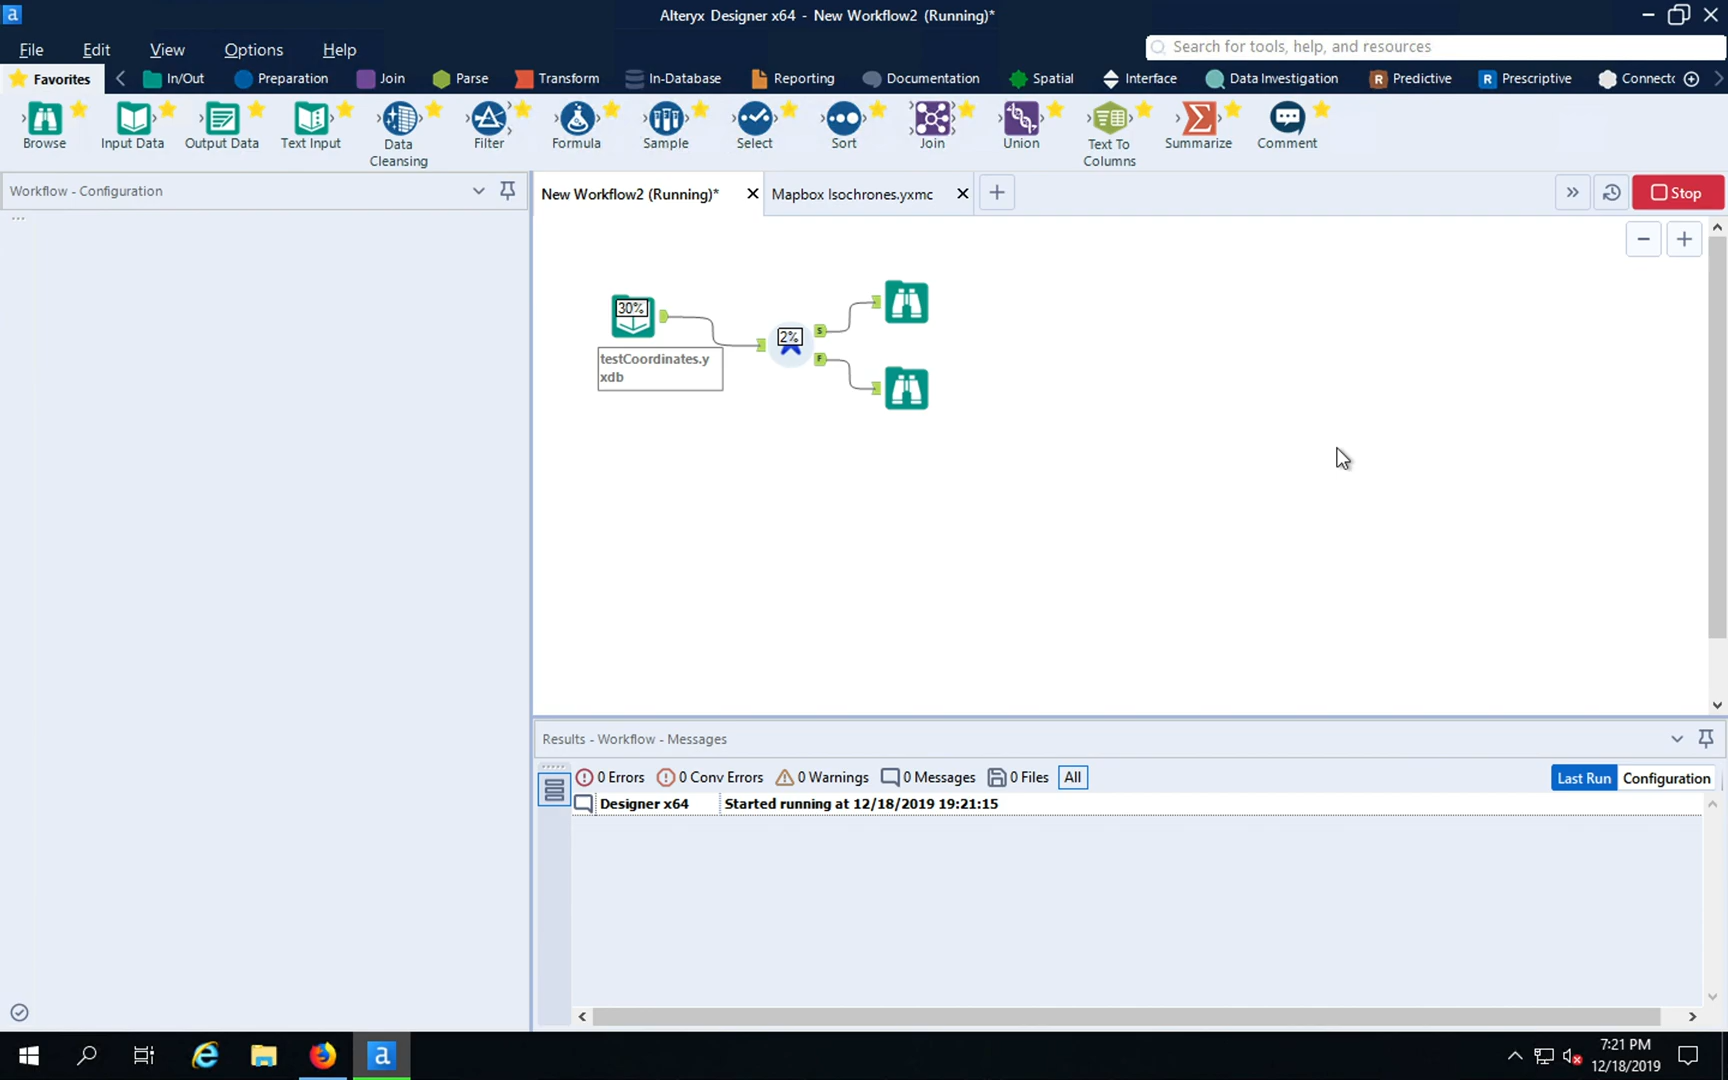 a
Alteryx Designer x64 - New Workflow2 (Running)*
File Edit View Options Help
Search for tools, help, and resources
Favorites In/Out Preparation Join Parse Transform In-Database Reporting Documentation Spatial Interface Data Investigation Predictive Prescriptive Connectc
R R
Browse Input Data Output Data Text Input Data Cleansing Filter Formula Sample Select Sort Join Union Text To Columns Summarize Comment
Workflow - Configuration
New Workflow2 (Running)* Mapbox Isochrones.yxmc
Stop
30%
testCoordinates.y
xdb
2%
S
F
Results - Workflow - Messages
0 Errors 0 Conv Errors 0 Warnings 0 Messages 0 Files All Last Run Configuration
Designer x64 Started running at 12/18/2019 19:21:15
a
7:21 PM
12/18/2019